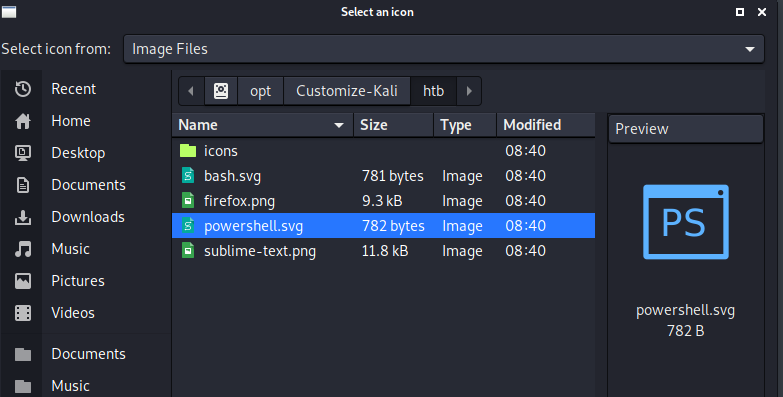 Select an icon
Select icon from: Image Files
opt Customize-Kali htb
Recent
Home
Desktop
Documents
Downloads
Music
Pictures
Videos
Documents
Music
Name Size Type Modified
icons 08:40
bash.svg 781 bytes Image 08:40
firefox.png 9.3 kB Image 08:40
powershell.svg 782 bytes Image 08:40
sublime-text.png 11.8 kB Image 08:40
Preview
PS
powershell.svg
782 B